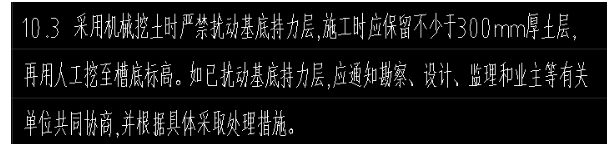 10.3 采用机械挖土时严禁扰动基底持力层,施工时应保留不少于300mm厚土层,
再用人工挖至槽底标高。如已扰动基底持力层,应通知勘察、设计、监理和业主等有关
单位共同协商,并根据具体采取处理措施。